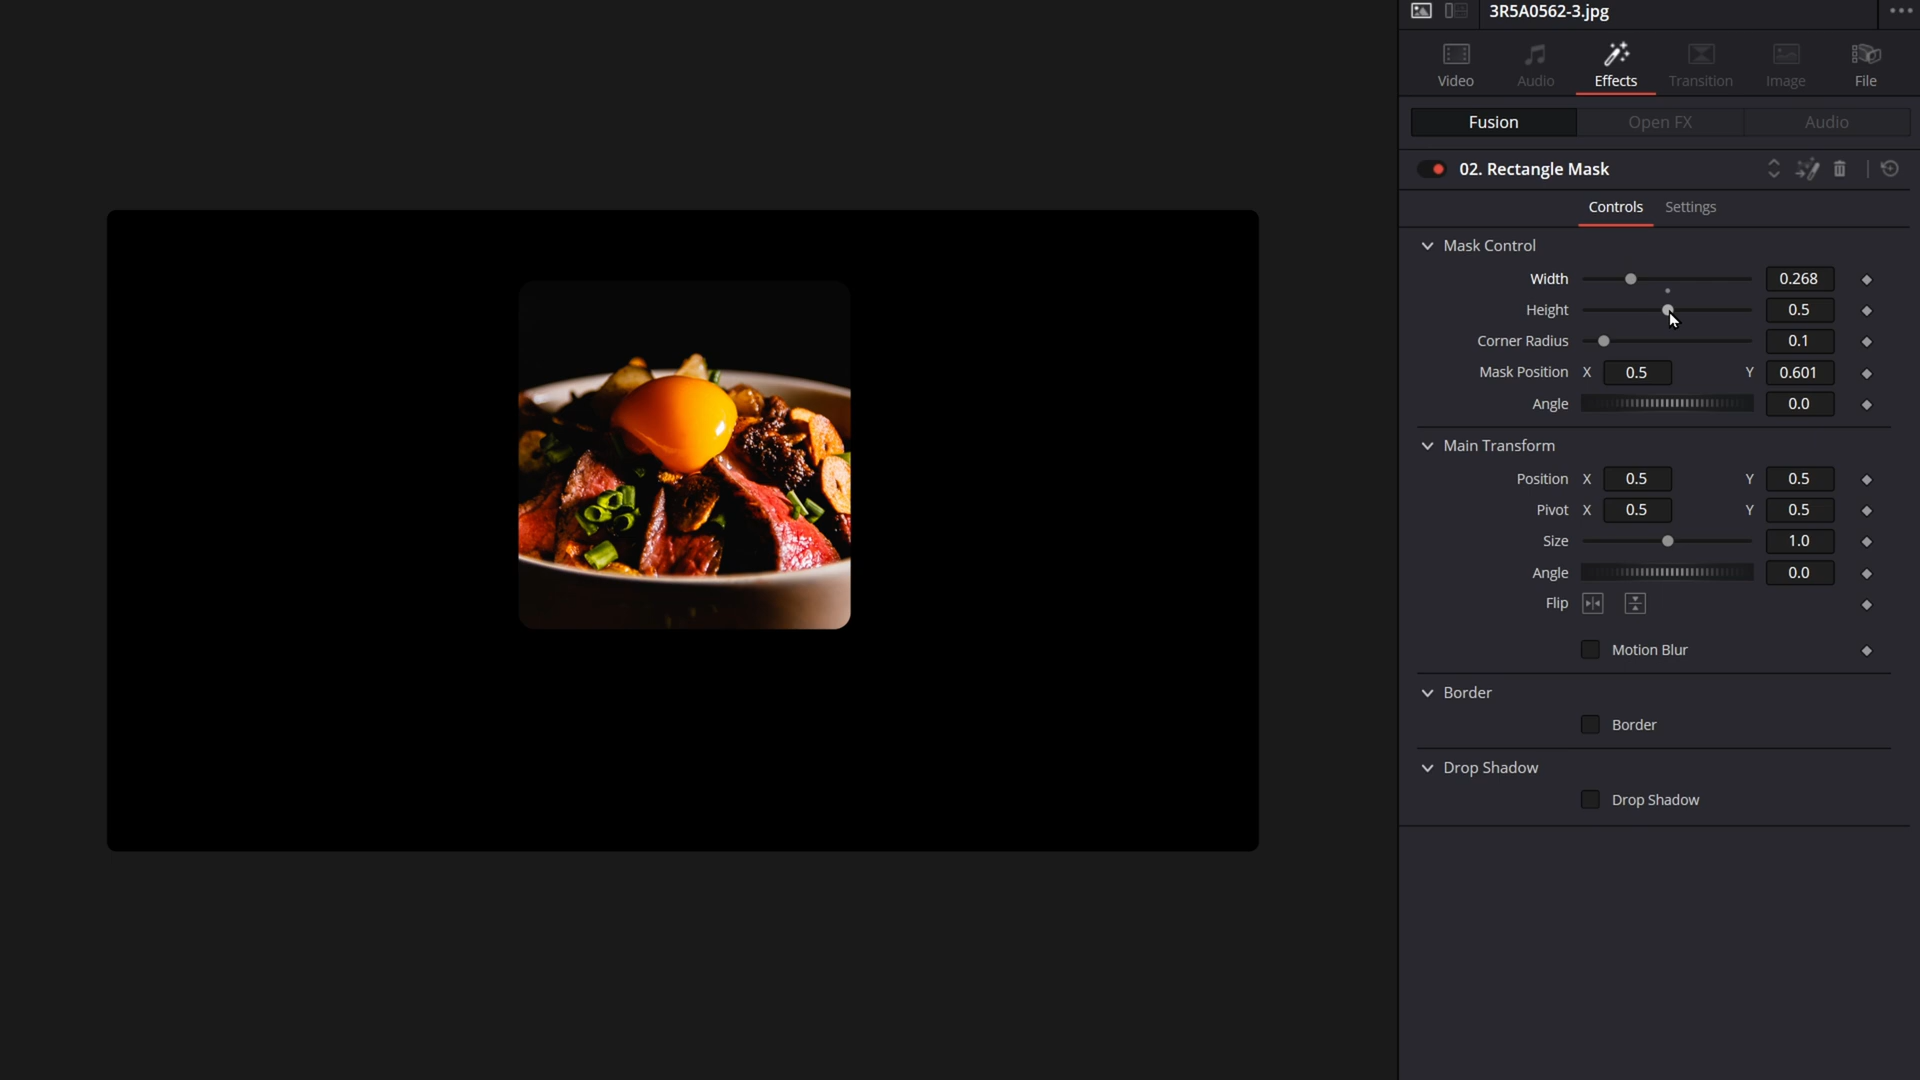 3R5A0562-3.jpg
Video Audio Effects Transition Image File
Fusion Open FX Audio
02. Rectangle Mask
Controls Settings
Mask Control
Width 0.268
Height 0.5
Corner Radius 0.1
Mask Position X 0.5 Y 0.601
Angle 0.0
Main Transform
Position X 0.5 Y 0.5
Pivot X 0.5 Y 0.5
Size 1.0
Angle 0.0
Flip
Motion Blur
Border
Border
Drop Shadow
Drop Shadow